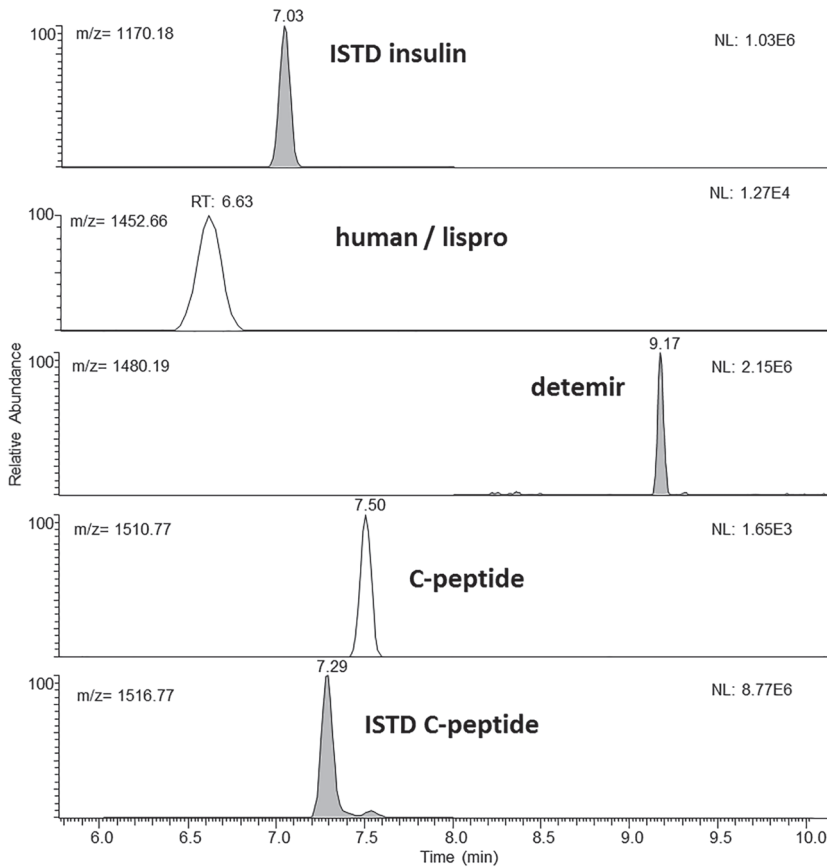 7.03
100
m/z= 1170.18
ISTD insulin
NL: 1.03E6
RT: 6.63
NL: 1.27E4
100
m/z= 1452.66
human / lispro
9.17
100
m/z= 1480.19
detemir
NL: 2.15E6
Relative Abundance
7.50
100
m/z= 1510.77
C-peptide
NL: 1.65E3
7.29
100
m/z= 1516.77
ISTD C-peptide
NL: 8.77E6
6.0 6.5 7.0 7.5 8.0 8.5 9.0 9.5 10.0
Time (min)